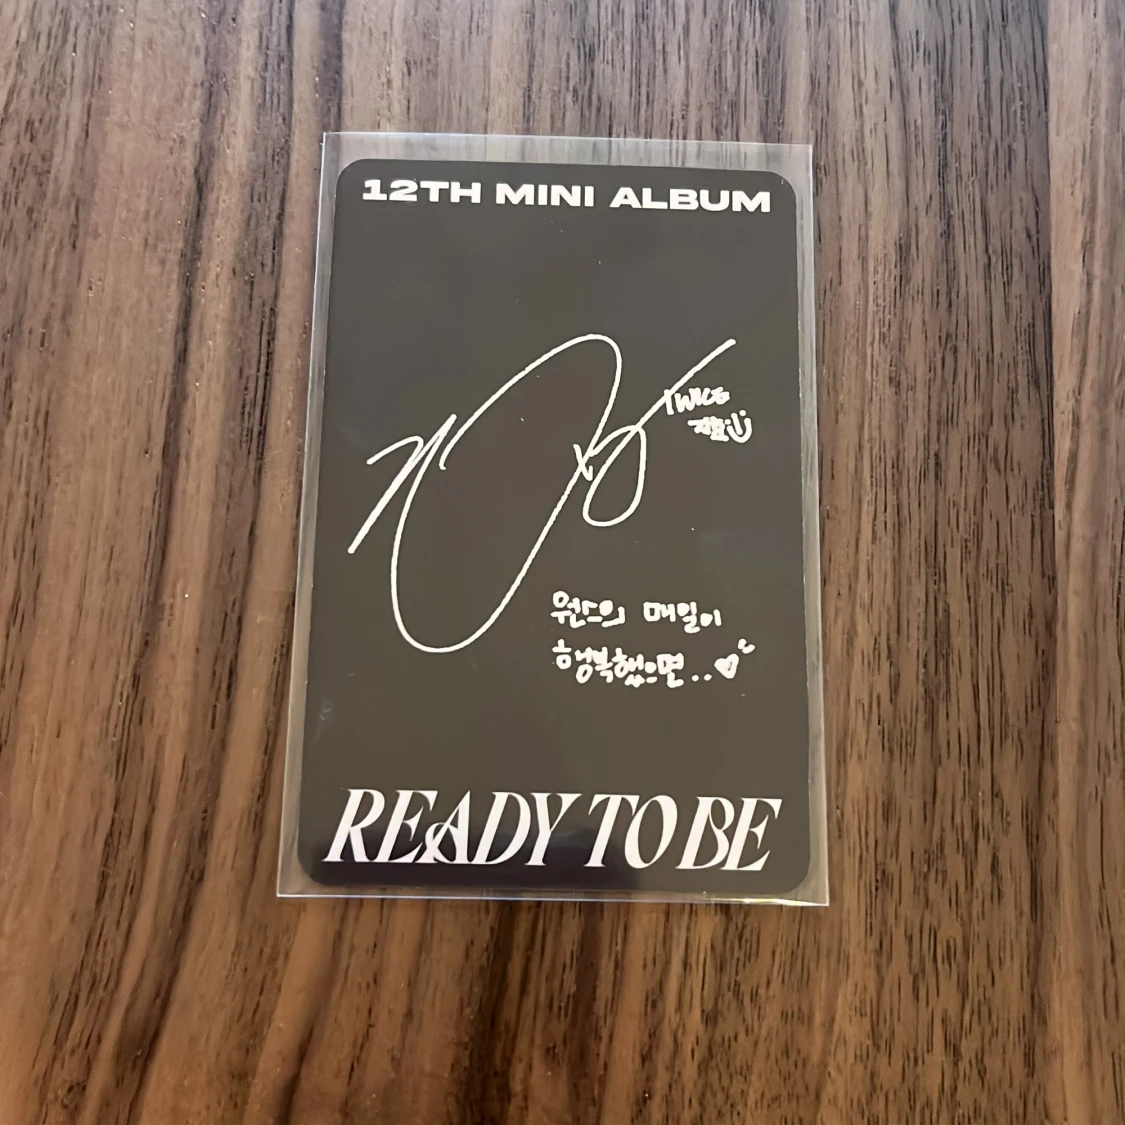 12TH MINI ALBUM
TWICE
지효
원스의 매일이
행복했으면..♡
READY TO BE